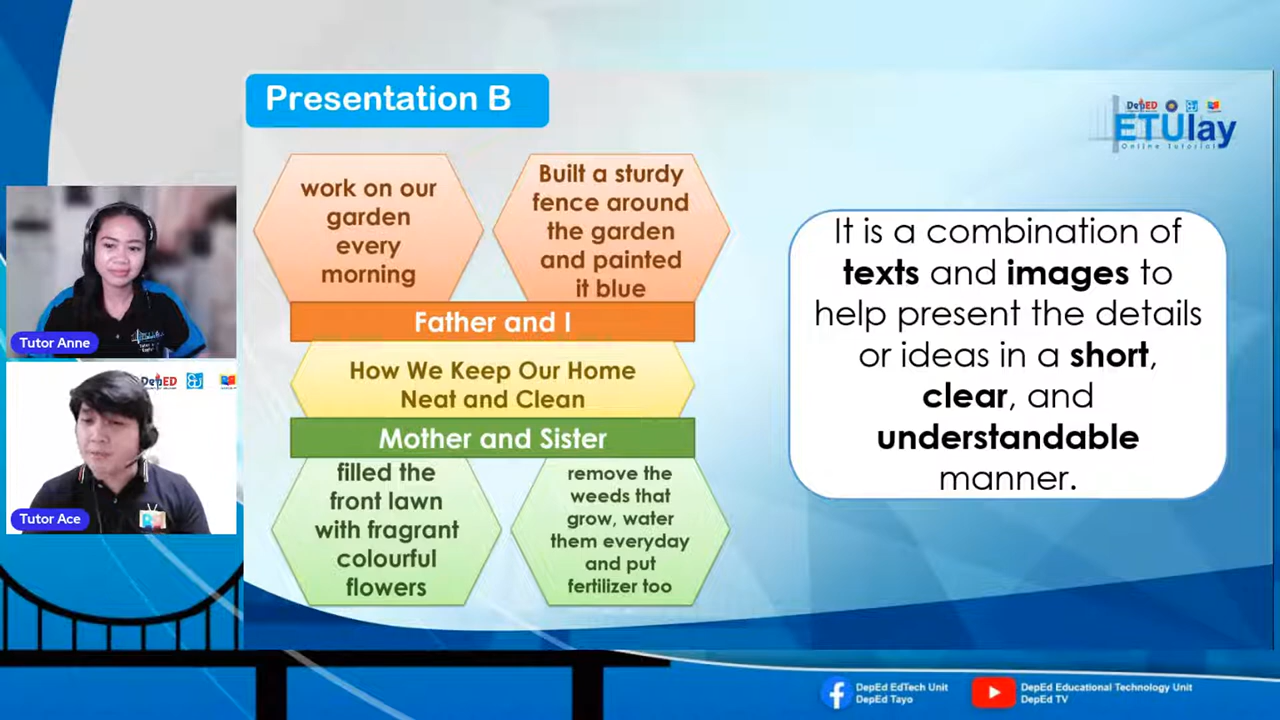 Presentation B
DepED
ETUlay
Online Tutorial
work on our
garden
every
morning
Built a sturdy
fence around
the garden
and painted
it blue
Father and I
How We Keep Our Home
Neat and Clean
Mother and Sister
filled the
front lawn
with fragrant
colourful
flowers
remove the
weeds that
grow, water
them everyday
and put
fertilizer too
It is a combination of
texts and images to
help present the details
or ideas in a short,
clear, and
understandable
manner.
Tutor Anne
DepED
Tutor Ace
DepEd EdTech Unit
DepEd Tayo
DepEd Educational Technology Unit
DepEd TV